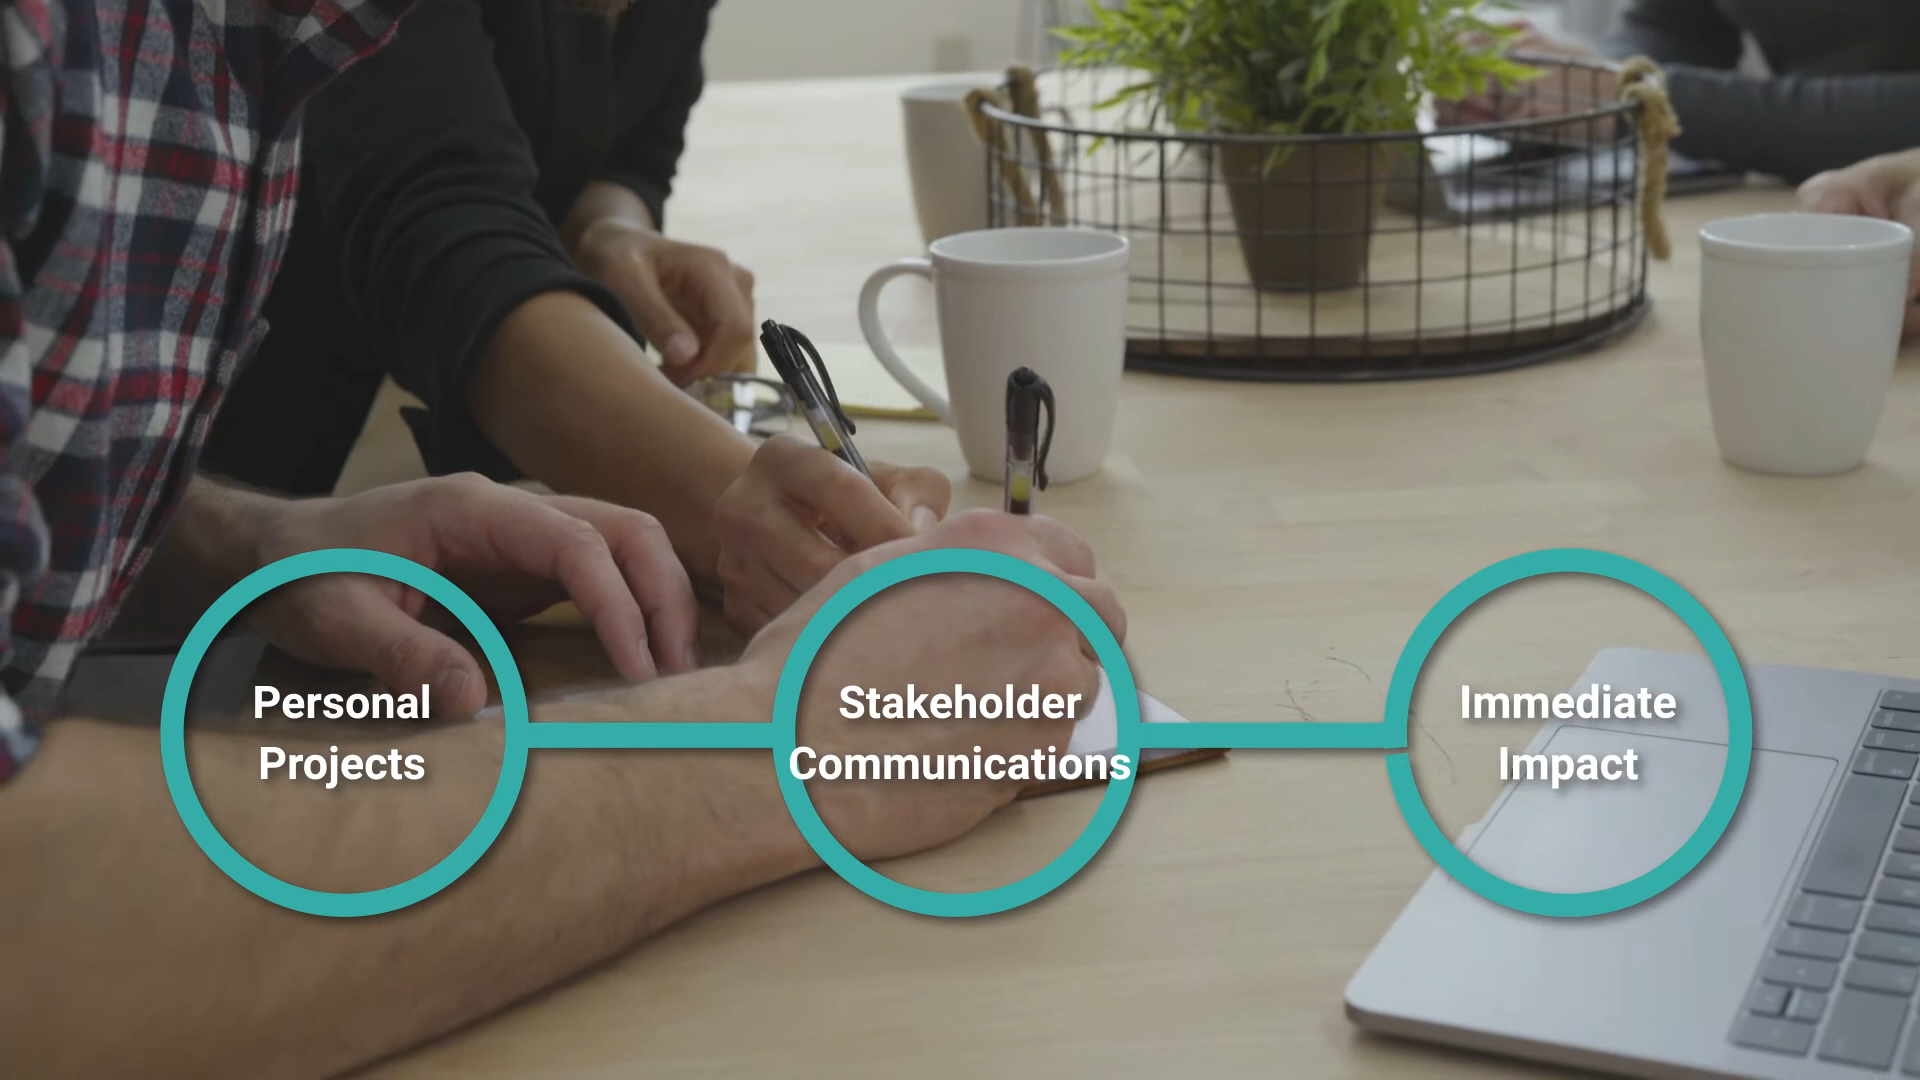 Personal
Projects
Stakeholder
Communications
Immediate
Impact